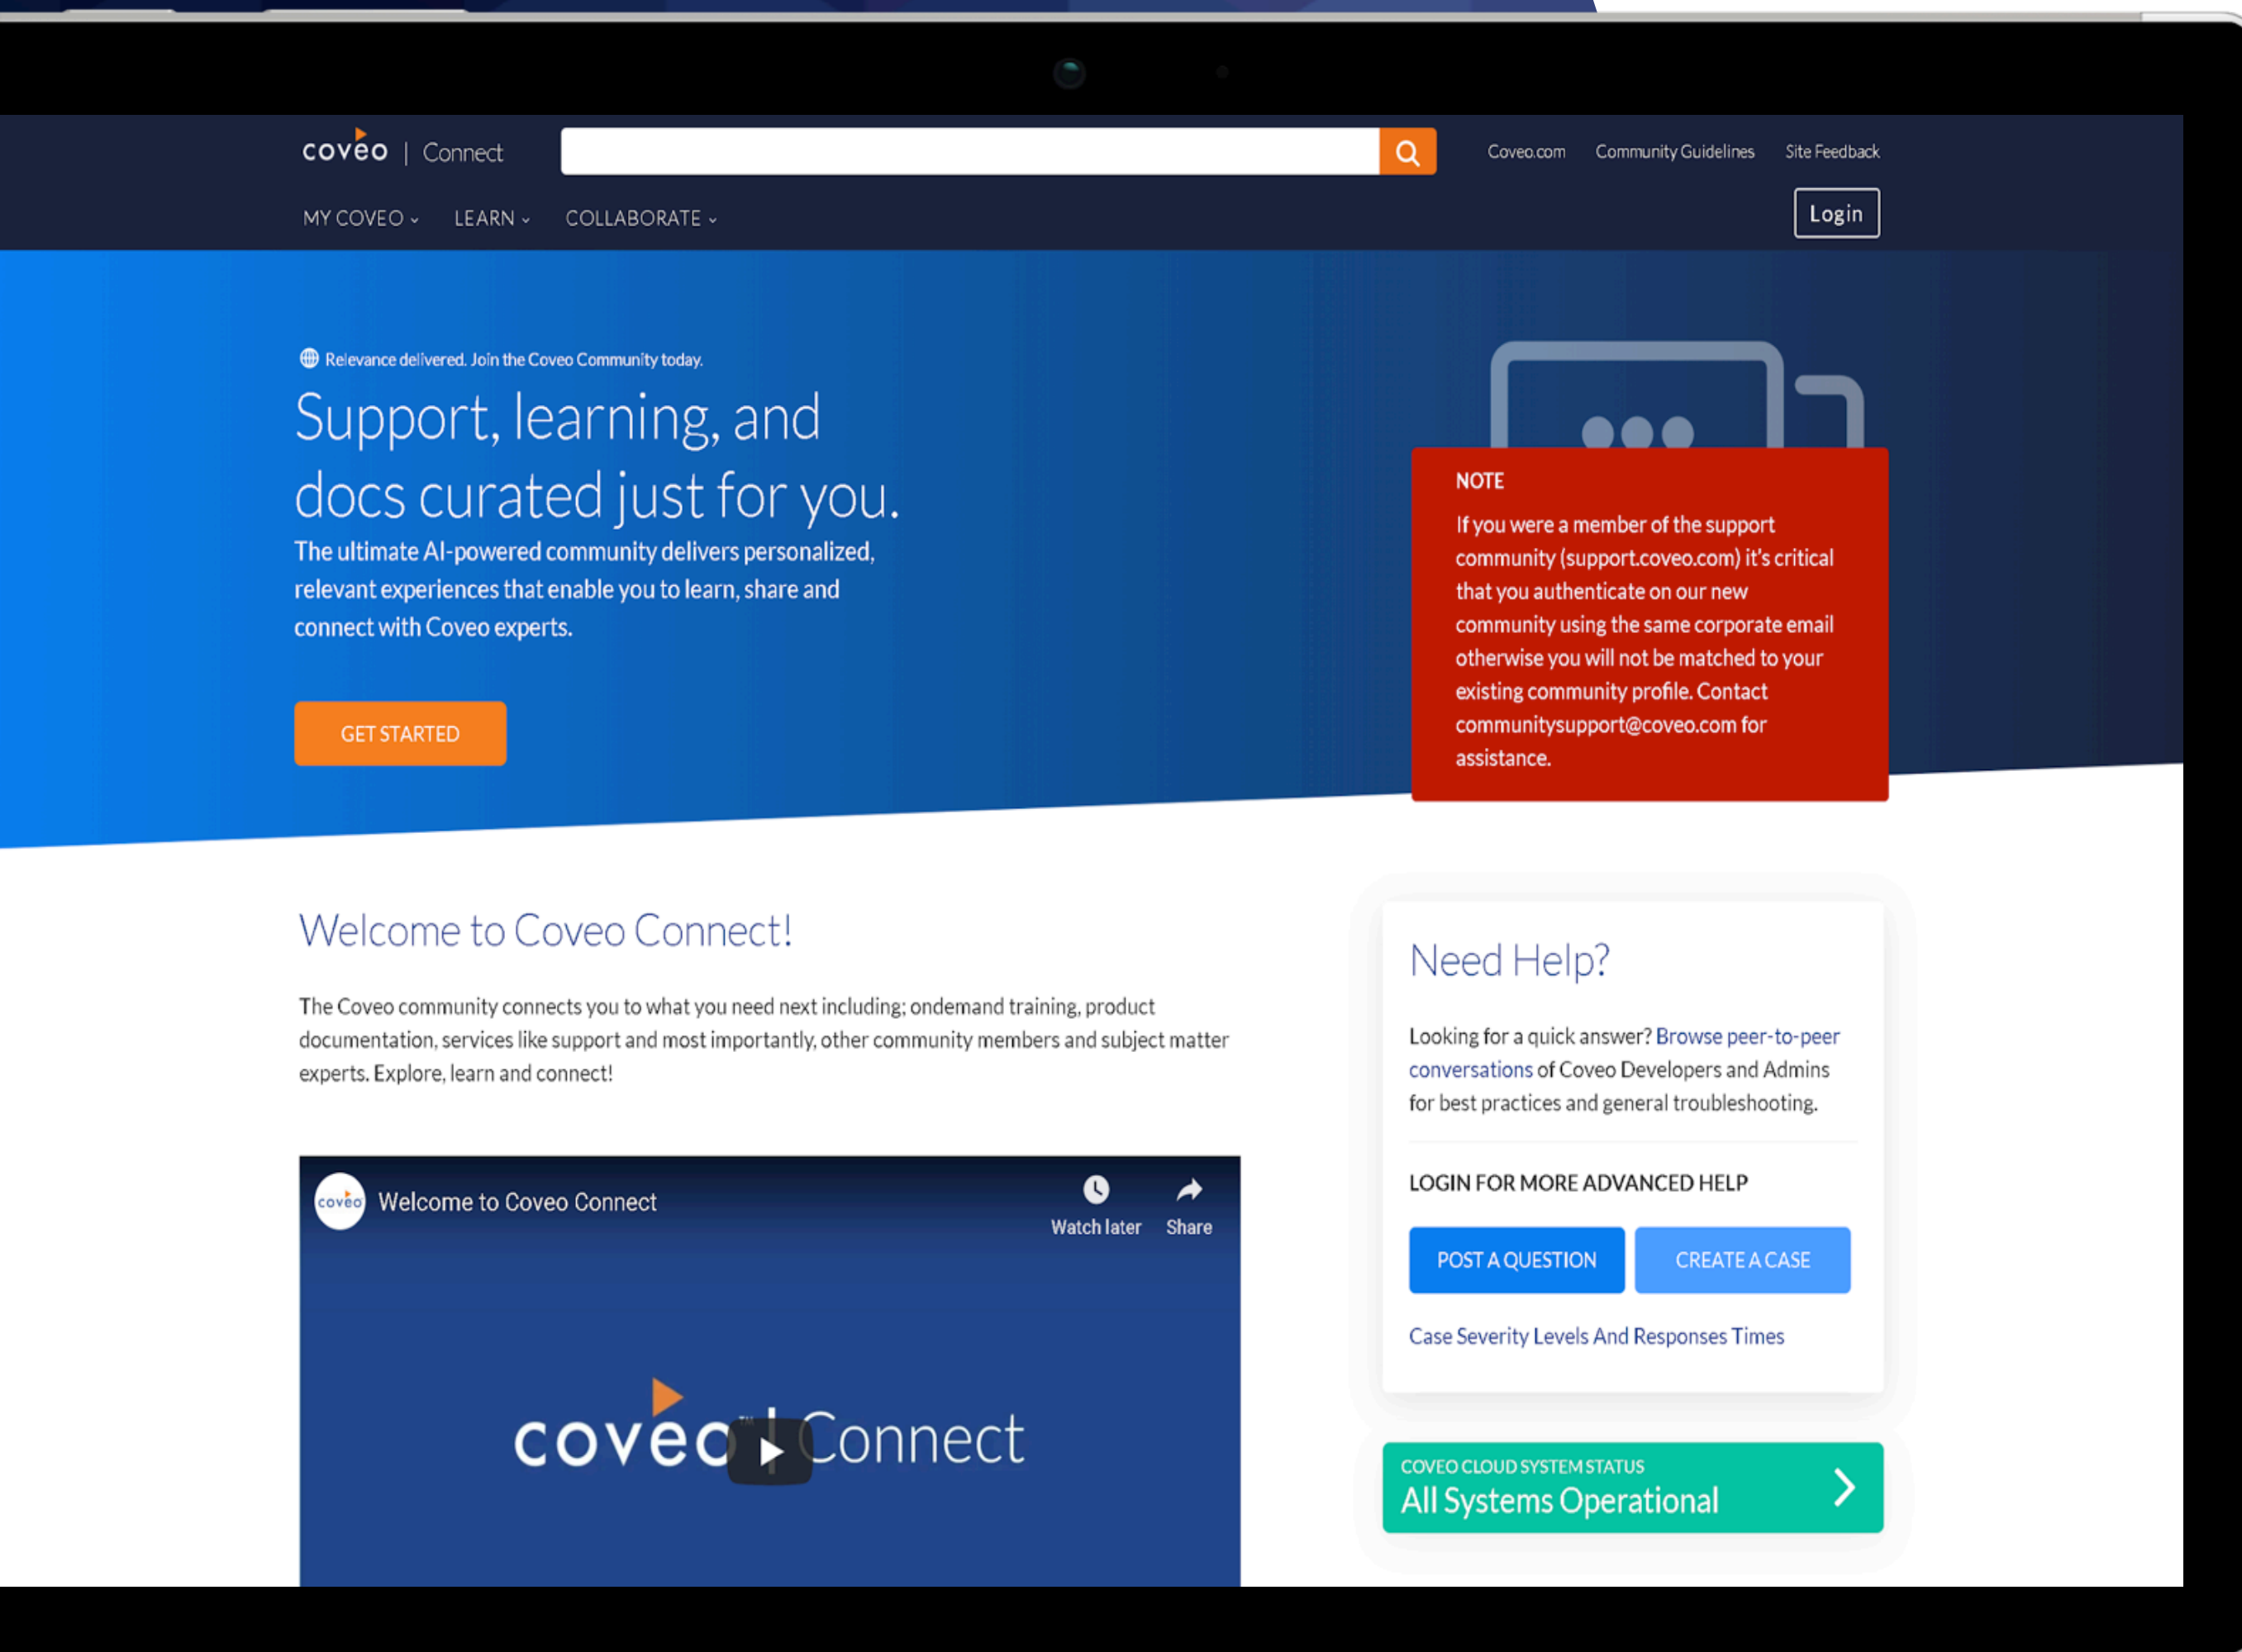 coveo | Connect
Coveo.com Community Guidelines Site Feedback
MY COVEO LEARN COLLABORATE
Login
Relevance delivered. Join the Coveo Community today.
Support, learning, and
docs curated just for you.
The ultimate AI-powered community delivers personalized,
relevant experiences that enable you to learn, share and
connect with Coveo experts.
GET STARTED
NOTE
If you were a member of the support
community (support.coveo.com) it's critical
that you authenticate on our new
community using the same corporate email
otherwise you will not be matched to your
existing community profile. Contact
communitysupport@coveo.com for
assistance.
Welcome to Coveo Connect!
The Coveo community connects you to what you need next including; ondemand training, product
documentation, services like support and most importantly, other community members and subject matter
experts. Explore, learn and connect!
coveo Welcome to Coveo Connect
Watch later Share
coveo™ | Connect
Need Help?
Looking for a quick answer? Browse peer-to-peer
conversations of Coveo Developers and Admins
for best practices and general troubleshooting.
LOGIN FOR MORE ADVANCED HELP
POST A QUESTION CREATE A CASE
Case Severity Levels And Responses Times
COVEO CLOUD SYSTEM STATUS
All Systems Operational